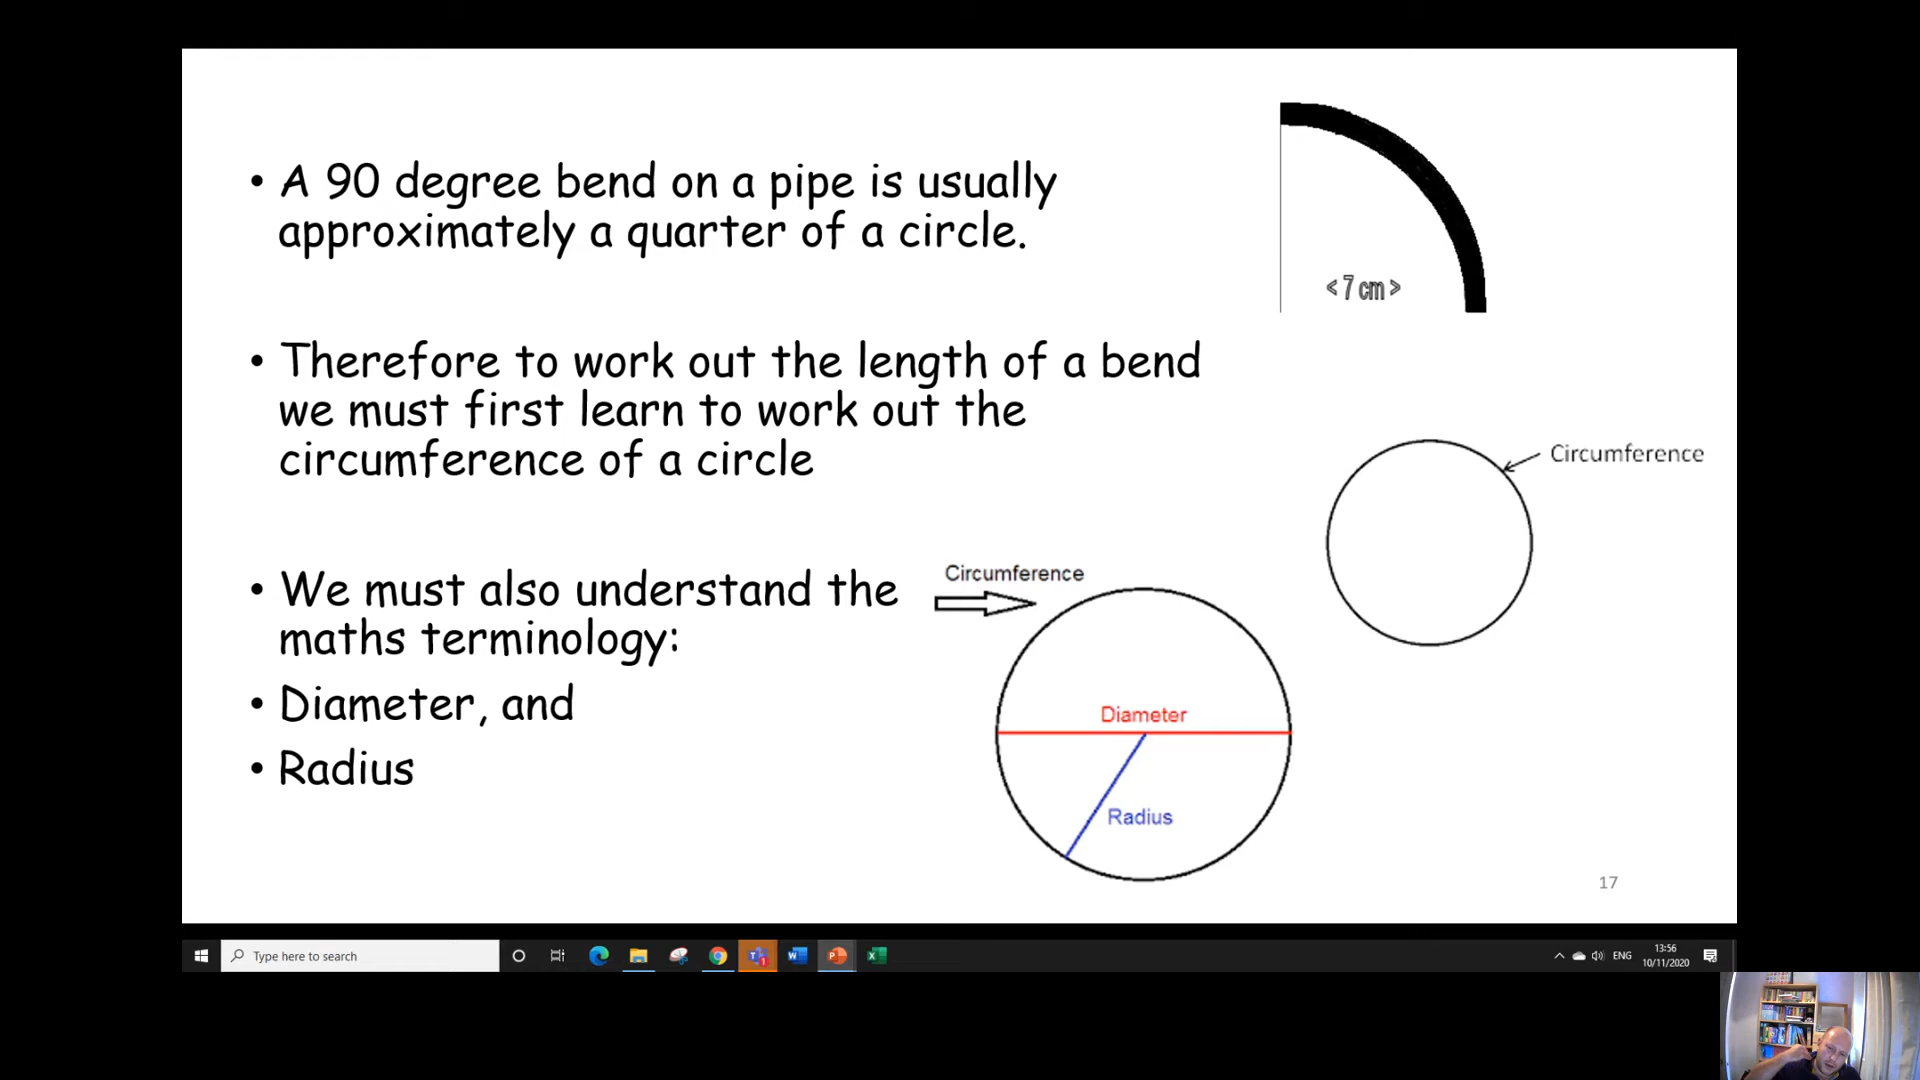 • A 90 degree bend on a pipe is usually
approximately a quarter of a circle.
< 7 cm >
• Therefore to work out the length of a bend
we must first learn to work out the
circumference of a circle
Circumference
• We must also understand the
maths terminology:
• Diameter, and
• Radius
Circumference
Diameter
Radius
17
Type here to search
ENG
13:56
10/11/2020